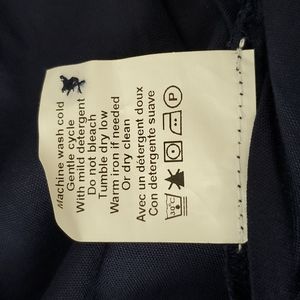 Machine wash cold
Gentle cycle
With mild detergent
Do not bleach
Tumble dry low
Warm iron if needed
Or dry clean
Avec un détergent doux
Con detergente suave
30°C
P